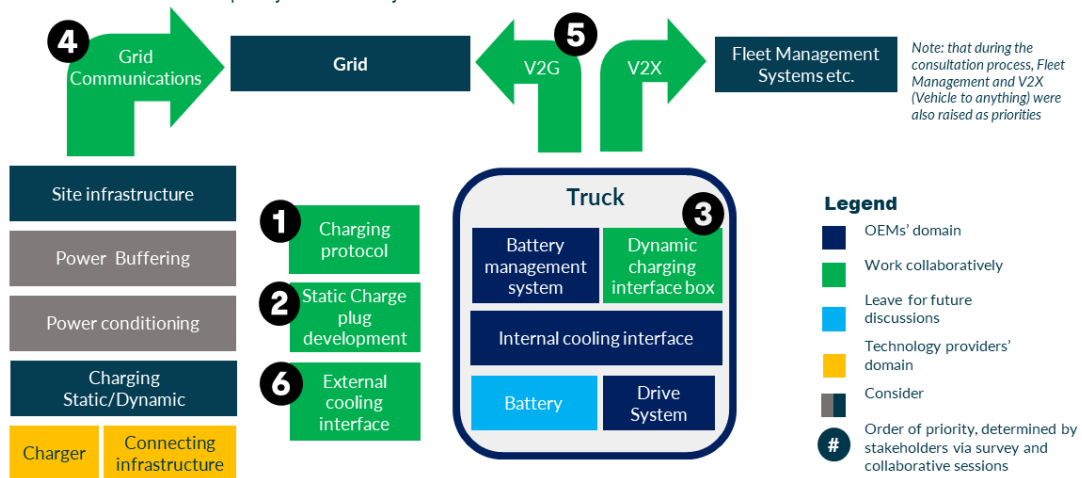 4
Grid
Communications
Grid
5
V2G
V2X
Fleet Management
Systems etc.
Note: that during the
consultation process, Fleet
Management and V2X
(Vehicle to anything) were
also raised as priorities
Site infrastructure
Power Buffering
Power conditioning
Charging
Static/Dynamic
Charger
Connecting
infrastructure
1
Charging
protocol
2
Static Charge
plug
development
6
External
cooling
interface
Truck
3
Battery
management
system
Dynamic
charging
interface box
Internal cooling interface
Battery
Drive
System
Legend
OEMs' domain
Work collaboratively
Leave for future
discussions
Technology providers'
domain
Consider
#
Order of priority, determined by
stakeholders via survey and
collaborative sessions